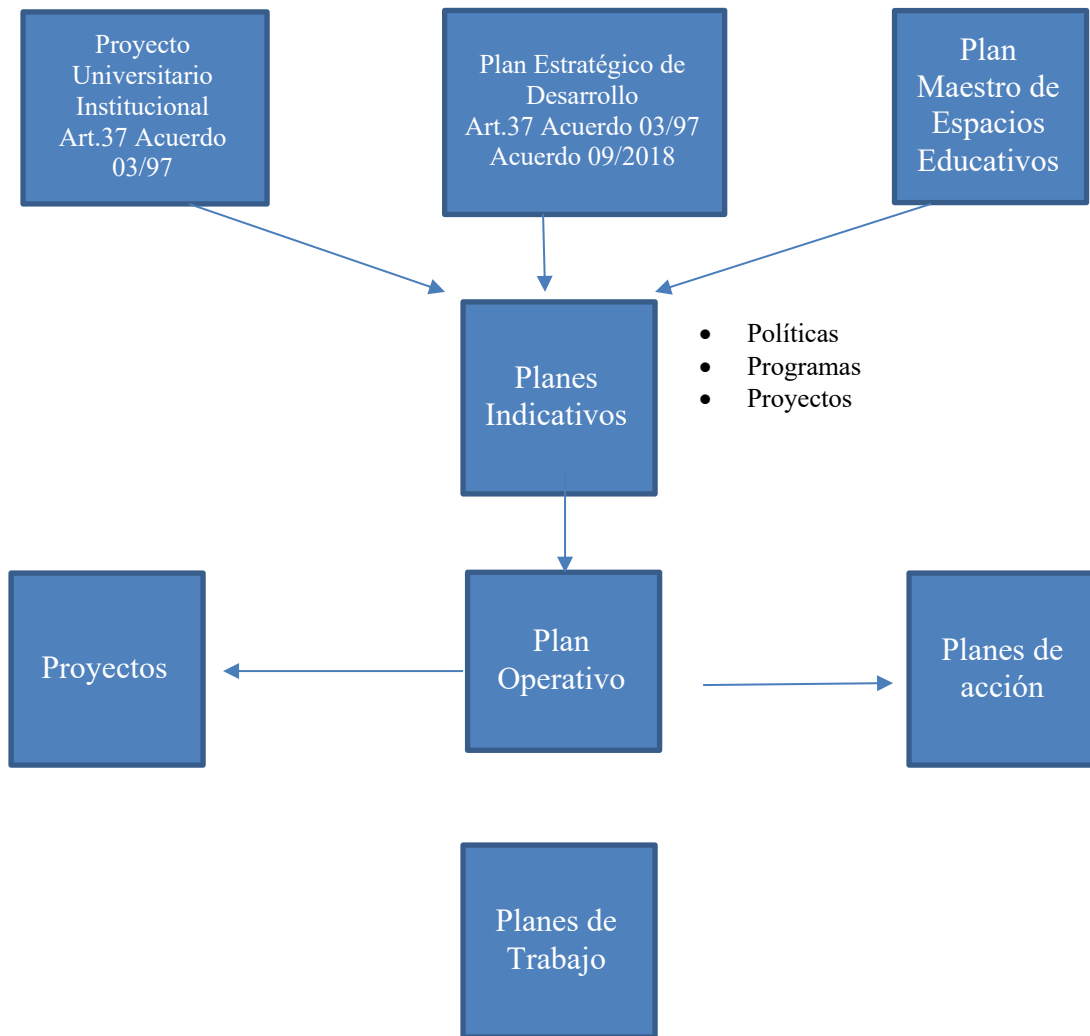 Proyecto
Universitario
Institucional
Art.37 Acuerdo
03/97
Plan Estratégico de
Desarrollo
Art.37 Acuerdo 03/97
Acuerdo 09/2018
Plan
Maestro de
Espacios
Educativos
Planes
Indicativos
• Políticas
• Programas
• Proyectos
Proyectos
Plan
Operativo
Planes de
acción
Planes de
Trabajo